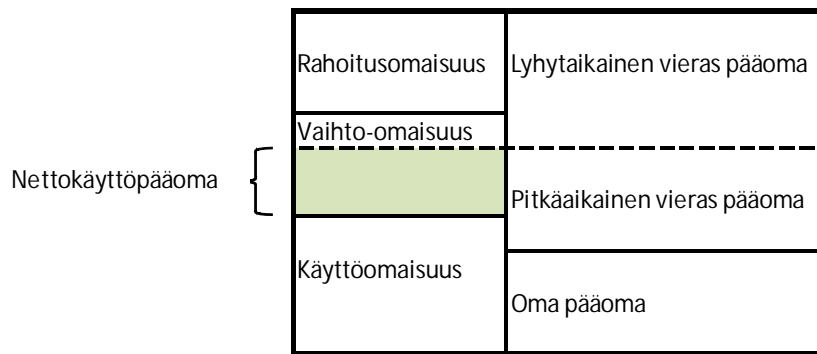 Rahoitusomaisuus
Lyhytaikainen vieras pääoma
Vaihto-omaisuus
Nettokäyttöpääoma
Pitkäaikainen vieras pääoma
Käyttöomaisuus
Oma pääoma